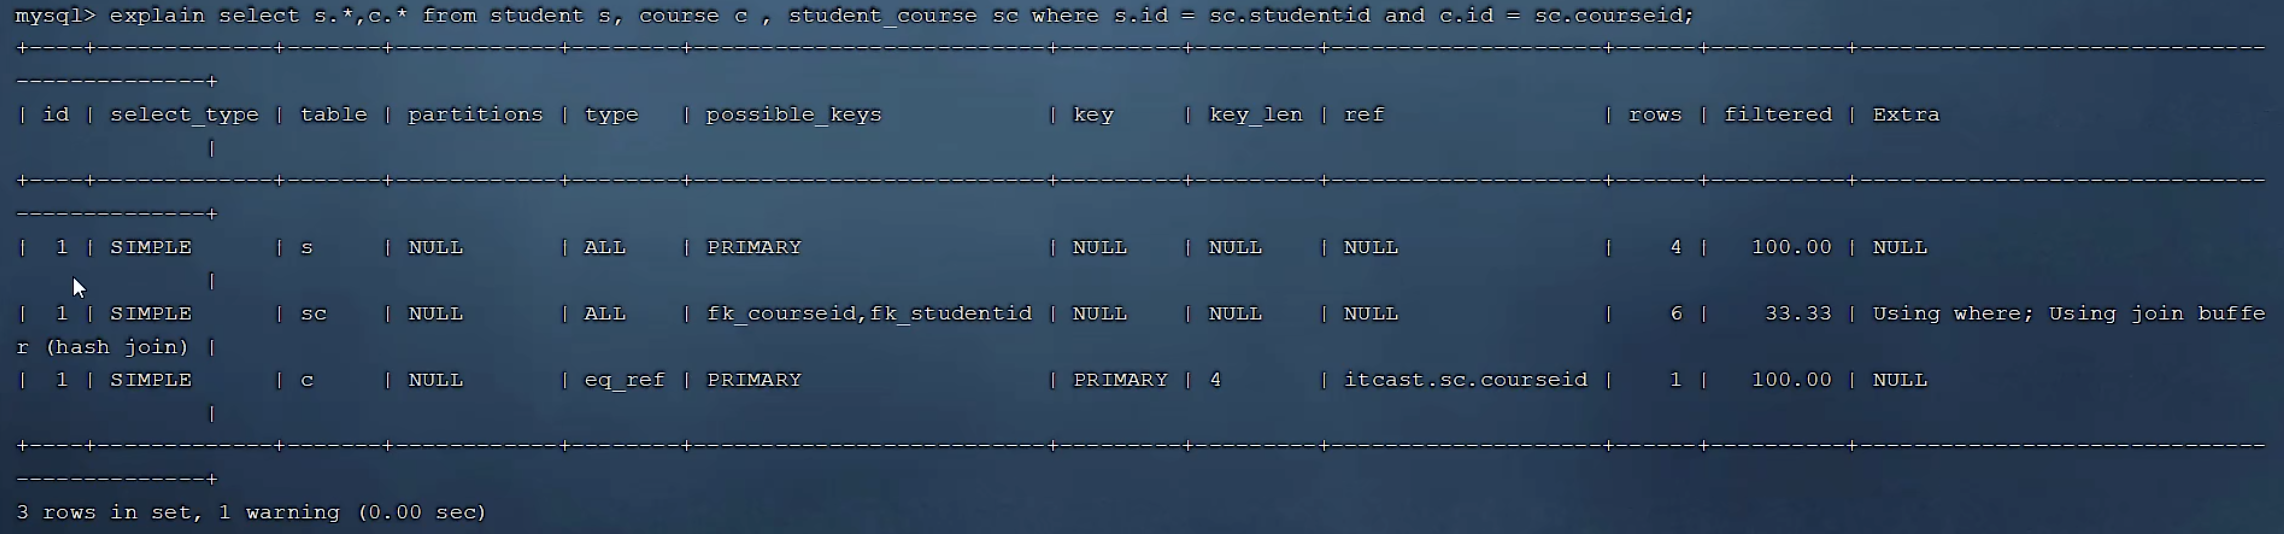 mysql> explain select s.*,c.* from student s, course c , student_course sc where s.id = sc.studentid and c.id = sc.courseid;
+----+-------------+-------+------------+--------+--------------------------+---------+---------+--------------------+------+----------+------------------------------
--------------+
| id | select_type | table | partitions | type   | possible_keys            | key     | key_len | ref                | rows | filtered | Extra
              |
+----+-------------+-------+------------+--------+--------------------------+---------+---------+--------------------+------+----------+------------------------------
--------------+
|  1 | SIMPLE      | s     | NULL       | ALL    | PRIMARY                  | NULL    | NULL    | NULL               |    4 |   100.00 | NULL
              |
|  1 | SIMPLE      | sc    | NULL       | ALL    | fk_courseid,fk_studentid | NULL    | NULL    | NULL               |    6 |    33.33 | Using where; Using join buffe
r (hash join) |
|  1 | SIMPLE      | c     | NULL       | eq_ref | PRIMARY                  | PRIMARY | 4       | itcast.sc.courseid |    1 |   100.00 | NULL
              |
+----+-------------+-------+------------+--------+--------------------------+---------+---------+--------------------+------+----------+------------------------------
--------------+
3 rows in set, 1 warning (0.00 sec)